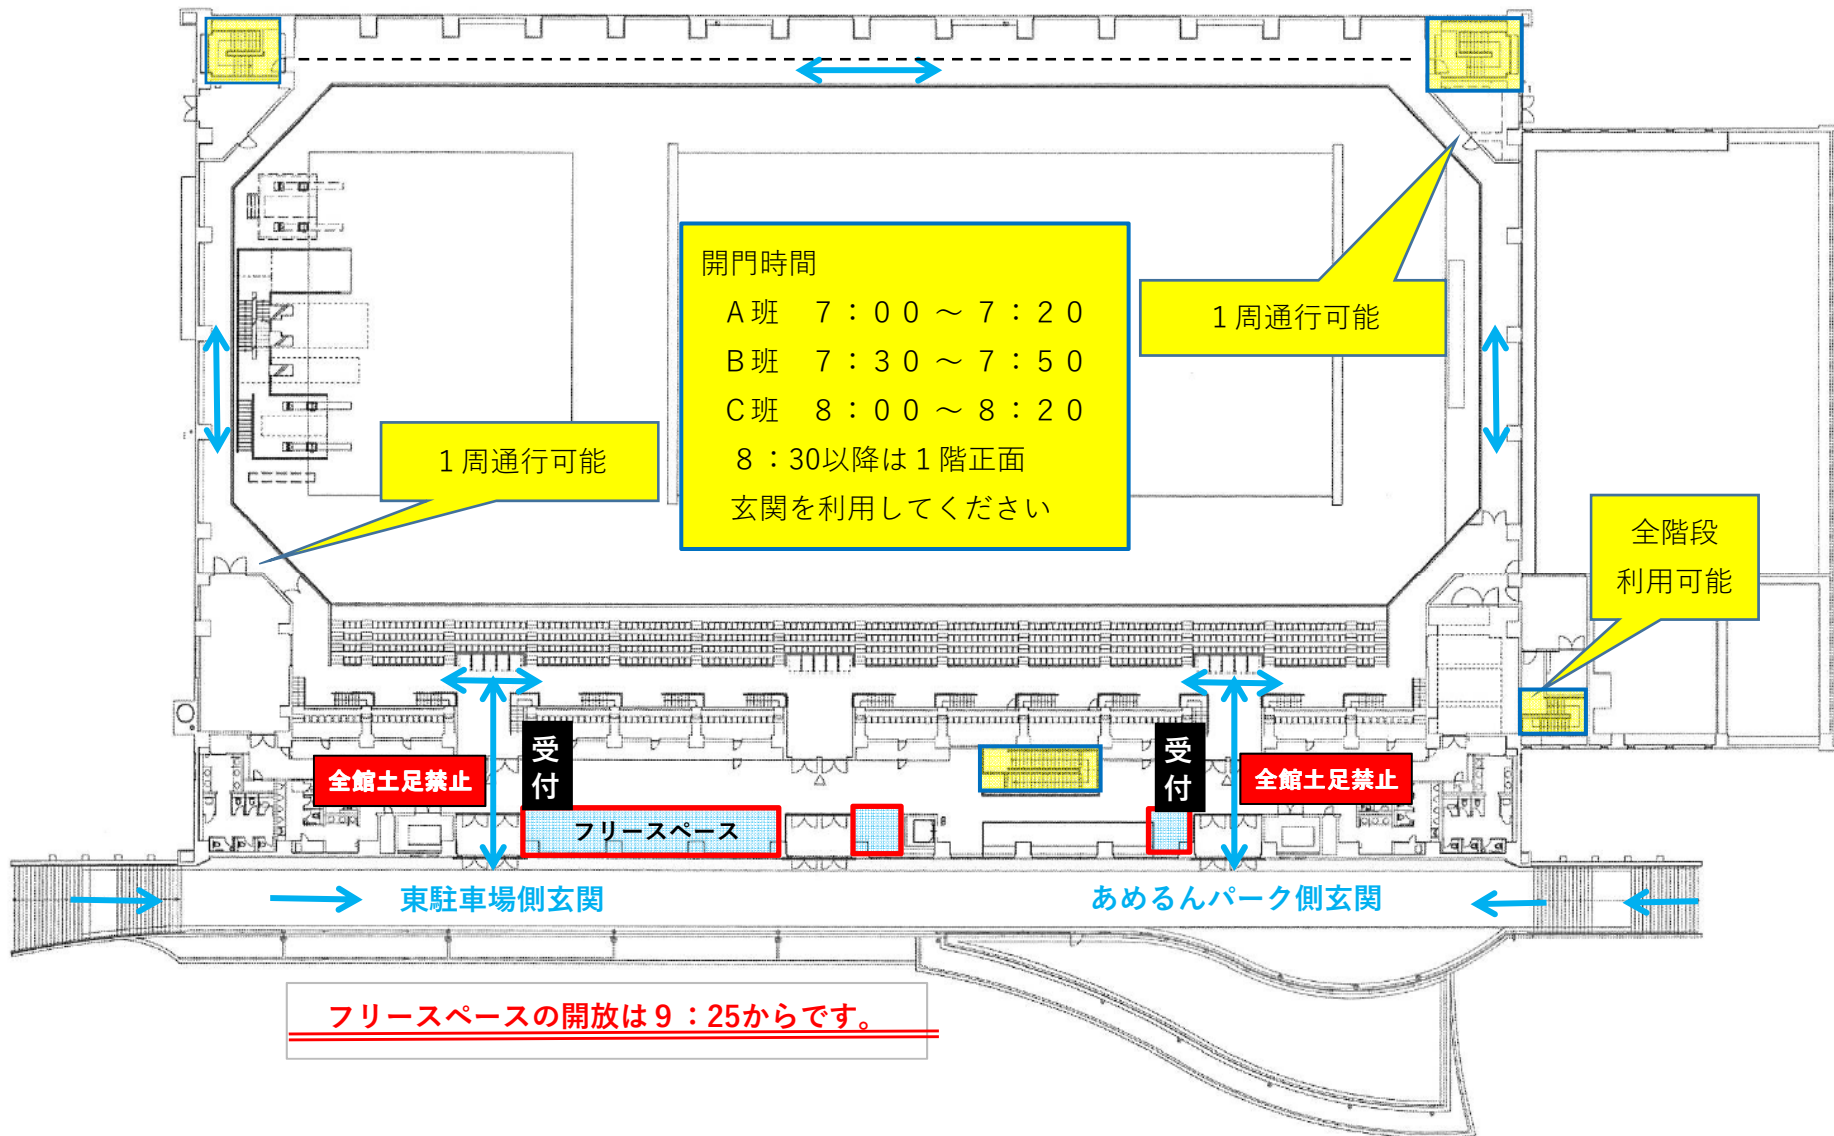 開門時間
A班　7：00～7：20
B班　7：30～7：50
C班　8：00～8：20
8：30以降は1階正面
玄関を利用してください
1周通行可能
1周通行可能
全階段
利用可能
受付
受付
全館土足禁止
全館土足禁止
フリースペース
東駐車場側玄関
あめるんパーク側玄関
フリースペースの開放は9：25からです。